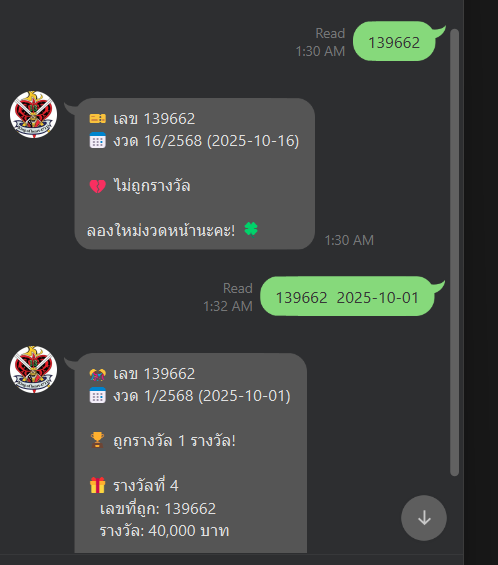 Read
1:30 AM
139662
🎫 เลข 139662
📅 งวด 16/2568 (2025-10-16)
💔 ไม่ถูกรางวัล
ลองใหม่งวดหน้านะคะ! 🍀
1:30 AM
Read
1:32 AM
139662 2025-10-01
🎊 เลข 139662
📅 งวด 1/2568 (2025-10-01)
🏆 ถูกรางวัล 1 รางวัล!
🎁 รางวัลที่ 4
เลขที่ถูก: 139662
รางวัล: 40,000 บาท